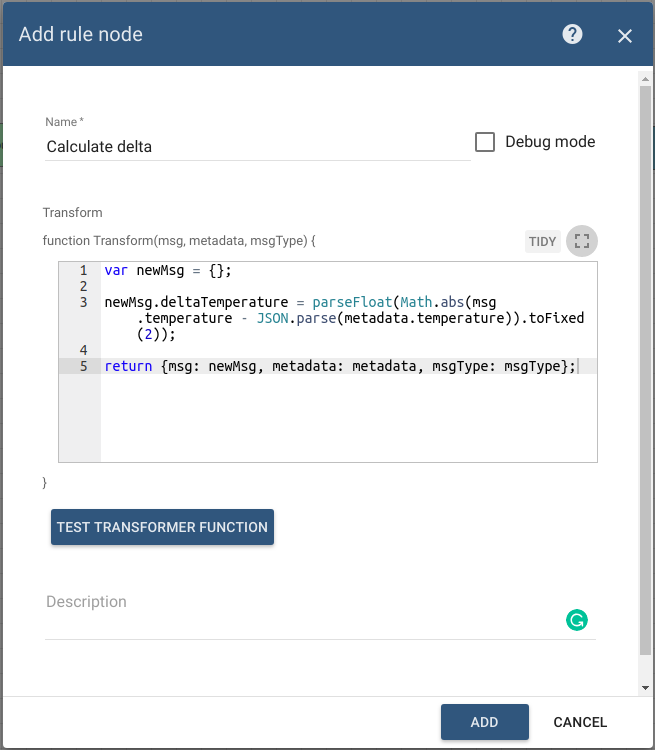 Add rule node
?
Name *
Calculate delta
Debug mode
Transform
function Transform(msg, metadata, msgType) {
TIDY
1 var newMsg = {};
2
3 newMsg.deltaTemperature = parseFloat(Math.abs(msg
.temperature - JSON.parse(metadata.temperature)).toFixed
(2));
4
5 return {msg: newMsg, metadata: metadata, msgType: msgType};
}
TEST TRANSFORMER FUNCTION
Description
G
ADD
CANCEL